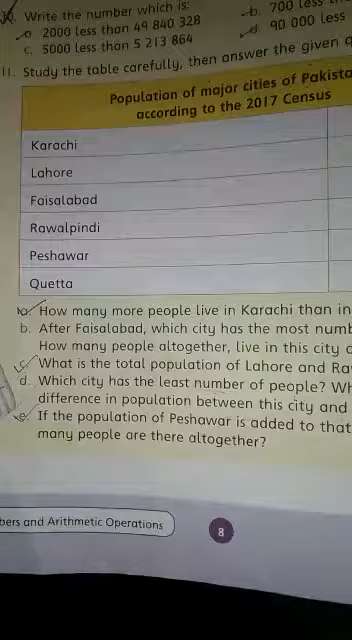 10. Write the number which is:
a. 2000 less than 49 840 328
b. 700 less
c. 5000 less than 5 213 864
d. 90 000 less
11. Study the table carefully, then answer the given
Population of major cities of Pakista
according to the 2017 Census
Karachi
Lahore
Faisalabad
Rawalpindi
Peshawar
Quetta
a. How many more people live in Karachi than in
b. After Faisalabad, which city has the most numb
How many people altogether, live in this city
c. What is the total population of Lahore and Ra
d. Which city has the least number of people? Wh
difference in population between this city and
e. If the population of Peshawar is added to that
many people are there altogether?
bers and Arithmetic Operations
8